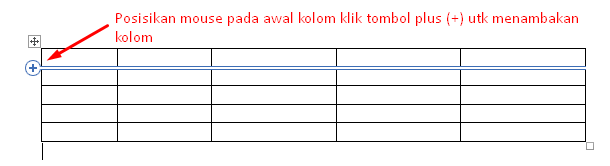 Posisikan mouse pada awal kolom klik tombol plus (+) utk menambakan
kolom